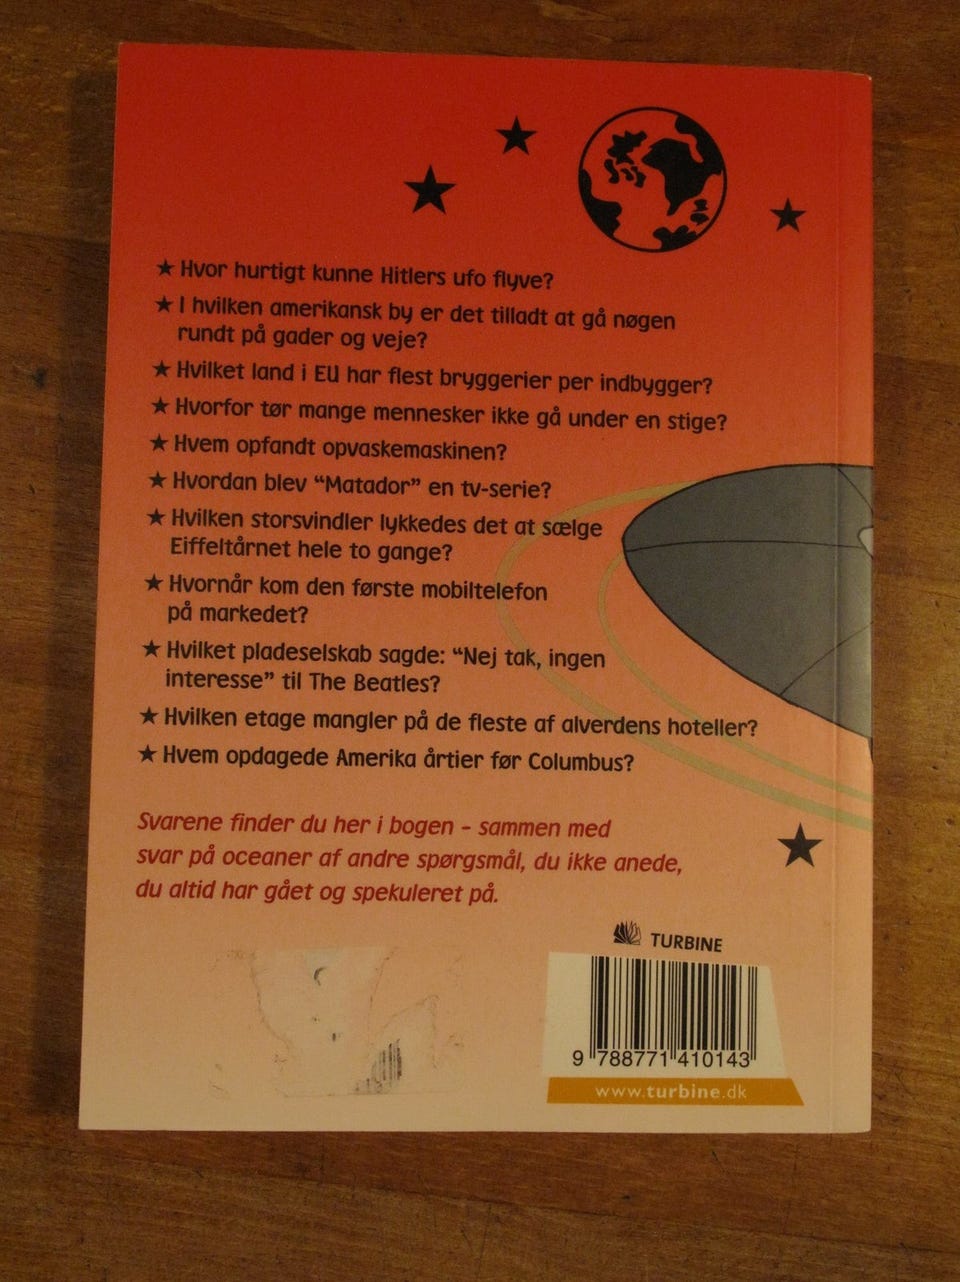 ★ Hvor hurtigt kunne Hitlers ufo flyve?
★ I hvilken amerikansk by er det tilladt at gå nøgen
rundt på gader og veje?
★ Hvilket land i EU har flest bryggerier per indbygger?
★ Hvorfor tør mange mennesker ikke gå under en stige?
★ Hvem opfandt opvaskemaskinen?
★ Hvordan blev “Matador” en tv-serie?
★ Hvilken storsvindler lykkedes det at sælge
Eiffeltårnet hele to gange?
★ Hvornår kom den første mobiltelefon
på markedet?
★ Hvilket pladeselskab sagde: “Nej tak, ingen
interesse” til The Beatles?
★ Hvilken etage mangler på de fleste af alverdens hoteller?
★ Hvem opdagede Amerika årtier før Columbus?
Svarene finder du her i bogen – sammen med
svar på oceaner af andre spørgsmål, du ikke anede,
du altid har gået og spekuleret på.
TURBINE
9 788771 410143
www.turbine.dk